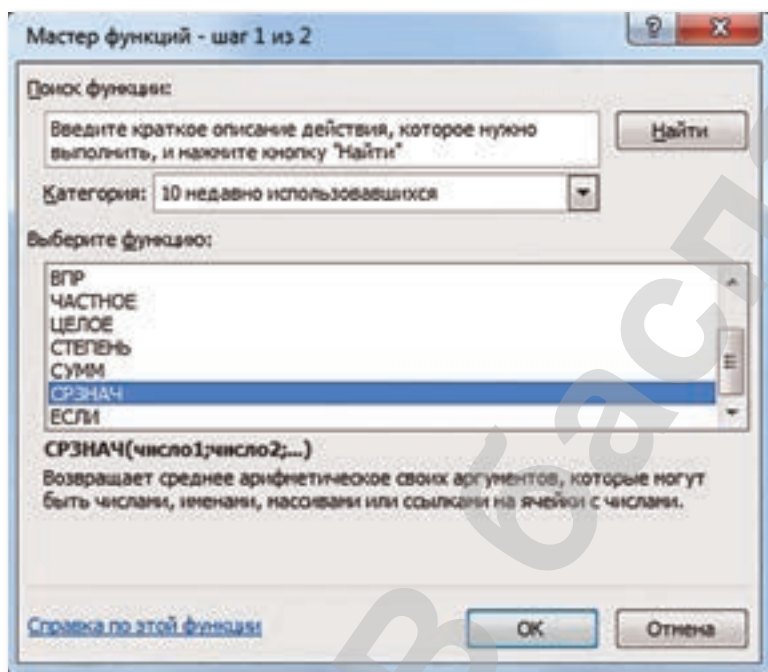 Мастер функций - шаг 1 из 2
Поиск функции:
Введите краткое описание действия, которое нужно
выполнить, и нажмите кнопку "Найти"
Найти
Категория: 10 недавно использовавшихся
Выберите функцию:
ВПР
ЧАСТНОЕ
ЦЕЛОЕ
СТЕПЕНЬ
СУММ
СРЗНАЧ
ЕСЛИ
СРЗНАЧ(число1;число2;...)
Возвращает среднее арифметическое своих аргументов, которые могут
быть числами, именами, массивами или ссылками на ячейки с числами.
Справка по этой функции
ОК
Отмена